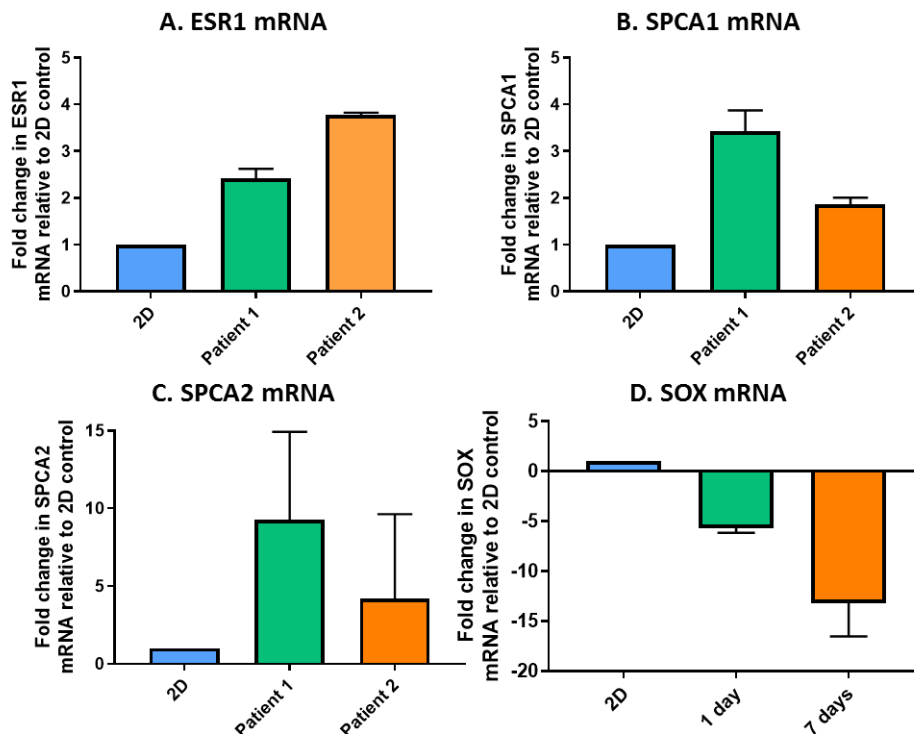 A. ESR1 mRNA
Fold change in ESR1
mRNA relative to 2D control
5
4
3
2
1
0
2D
Patient 1
Patient 2
B. SPCA1 mRNA
Fold change in SPCA1
mRNA relative to 2D control
5
4
3
2
1
0
2D
Patient 1
Patient 2
C. SPCA2 mRNA
Fold change in SPCA2
mRNA relative to 2D control
15
10
5
0
2D
Patient 1
Patient 2
D. SOX mRNA
Fold change in SOX
mRNA relative to 2D control
5
0
-5
-10
-15
-20
2D
1 day
7 days